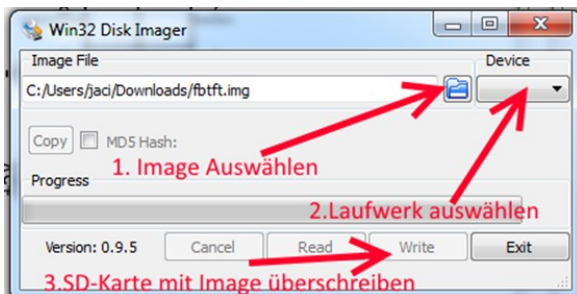 Win32 Disk Imager
Image File
Device
C:/Users/jaci/Downloads/fbtft.img
Copy MD5 Hash:
1. Image Auswählen
Progress
2.Laufwerk auswählen
Version: 0.9.5 Cancel Read Write Exit
3.SD-Karte mit Image überschreiben